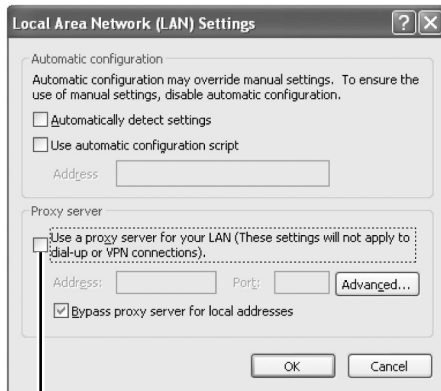 Local Area Network (LAN) Settings
Automatic configuration
Automatic configuration may override manual settings. To ensure the
use of manual settings, disable automatic configuration.
Automatically detect settings
Use automatic configuration script
Address
Proxy server
Use a proxy server for your LAN (These settings will not apply to
dial-up or VPN connections).
Address: Port: Advanced...
Bypass proxy server for local addresses
OK Cancel